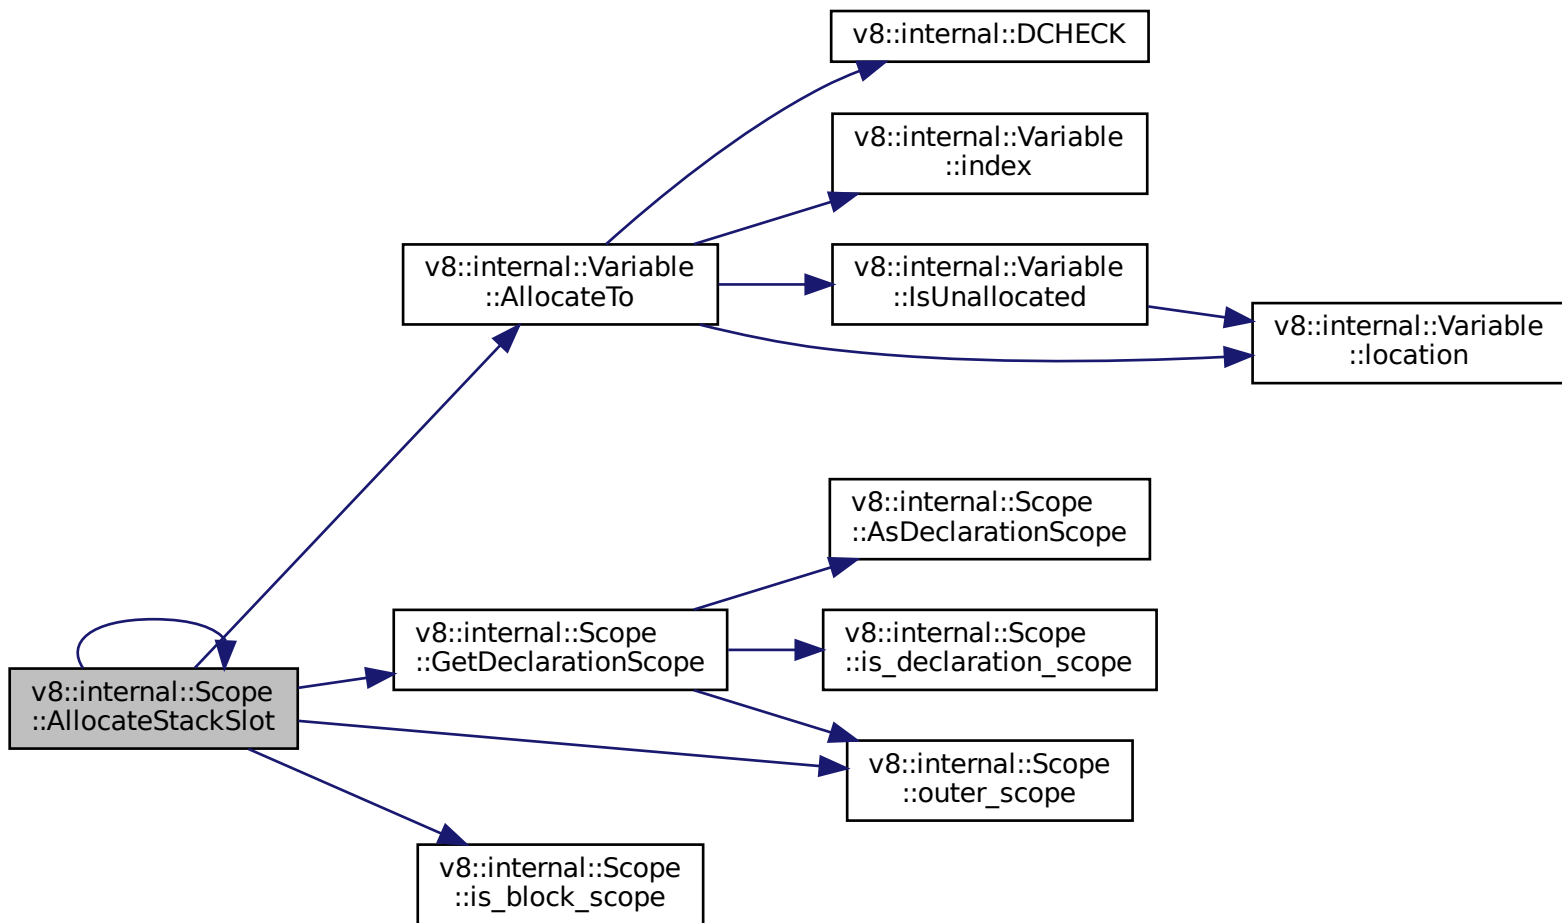 v8::internal::DCHECK
v8::internal::Variable
::index
v8::internal::Variable
::AllocateTo
v8::internal::Variable
::IsUnallocated
v8::internal::Variable
::location
v8::internal::Scope
::AsDeclarationScope
v8::internal::Scope
::GetDeclarationScope
v8::internal::Scope
::is_declaration_scope
v8::internal::Scope
::AllocateStackSlot
v8::internal::Scope
::outer_scope
v8::internal::Scope
::is_block_scope